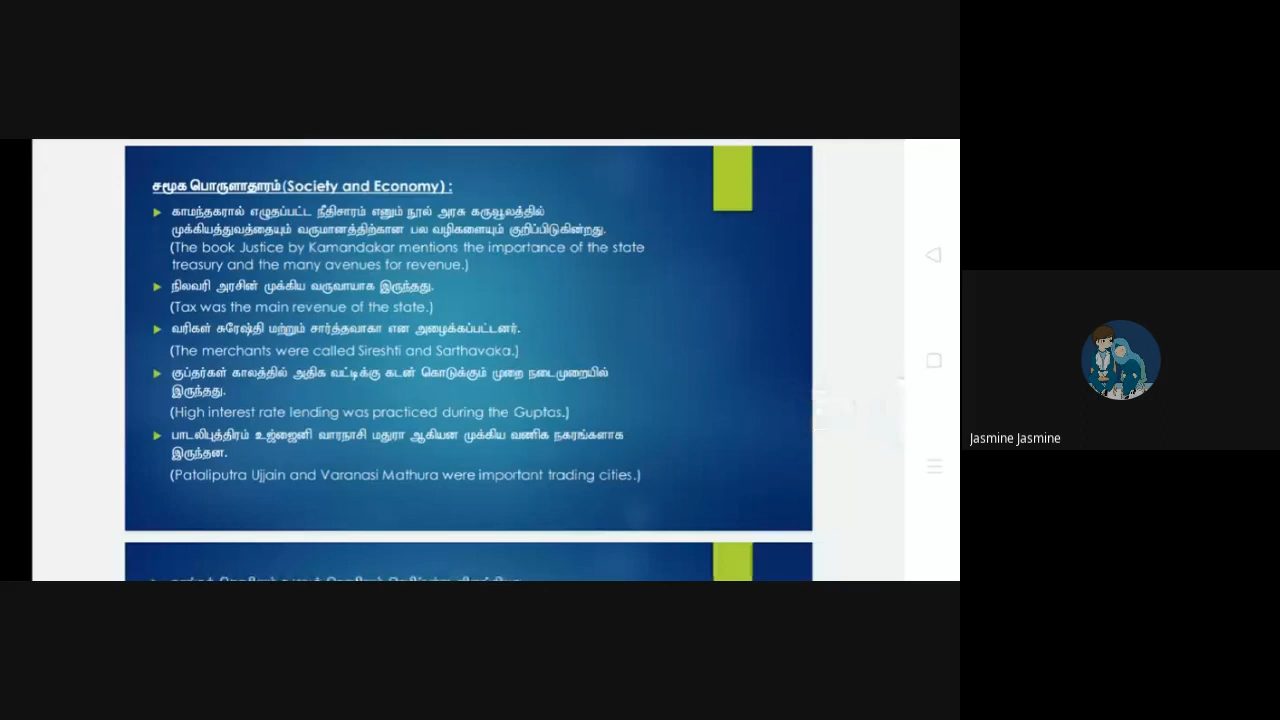 சமூக பொருளாதாரம்(Society and Economy) :
காமந்தகரால் எழுதப்பட்ட நீதிசாரம் எனும் நூல் அரசு கருவூலத்தில்
முக்கியத்துவத்தையும் வருமானத்திற்கான பல வழிகளையும் குறிப்பிடுகின்றது.
(The book Justice by Kamandakar mentions the importance of the state
treasury and the many avenues for revenue.)
நிலவரி அரசின் முக்கிய வருவாயாக இருந்தது.
(Tax was the main revenue of the state.)
வரிகள் சுரேஷ்தி மற்றும் சார்த்தவாகா என அழைக்கப்பட்டனர்.
(The merchants were called Sireshti and Sarthavaka.)
குப்தர்கள் காலத்தில் அதிக வட்டிக்கு கடன் கொடுக்கும் முறை நடைமுறையில்
இருந்தது.
(High interest rate lending was practiced during the Guptas.)
பாடலிபுத்திரம் உஜ்ஜைனி வாரநாசி மதுரா ஆகியன முக்கிய வணிக நகரங்களாக
இருந்தன.
(Pataliputra Ujjain and Varanasi Mathura were important trading cities.)
Jasmine Jasmine